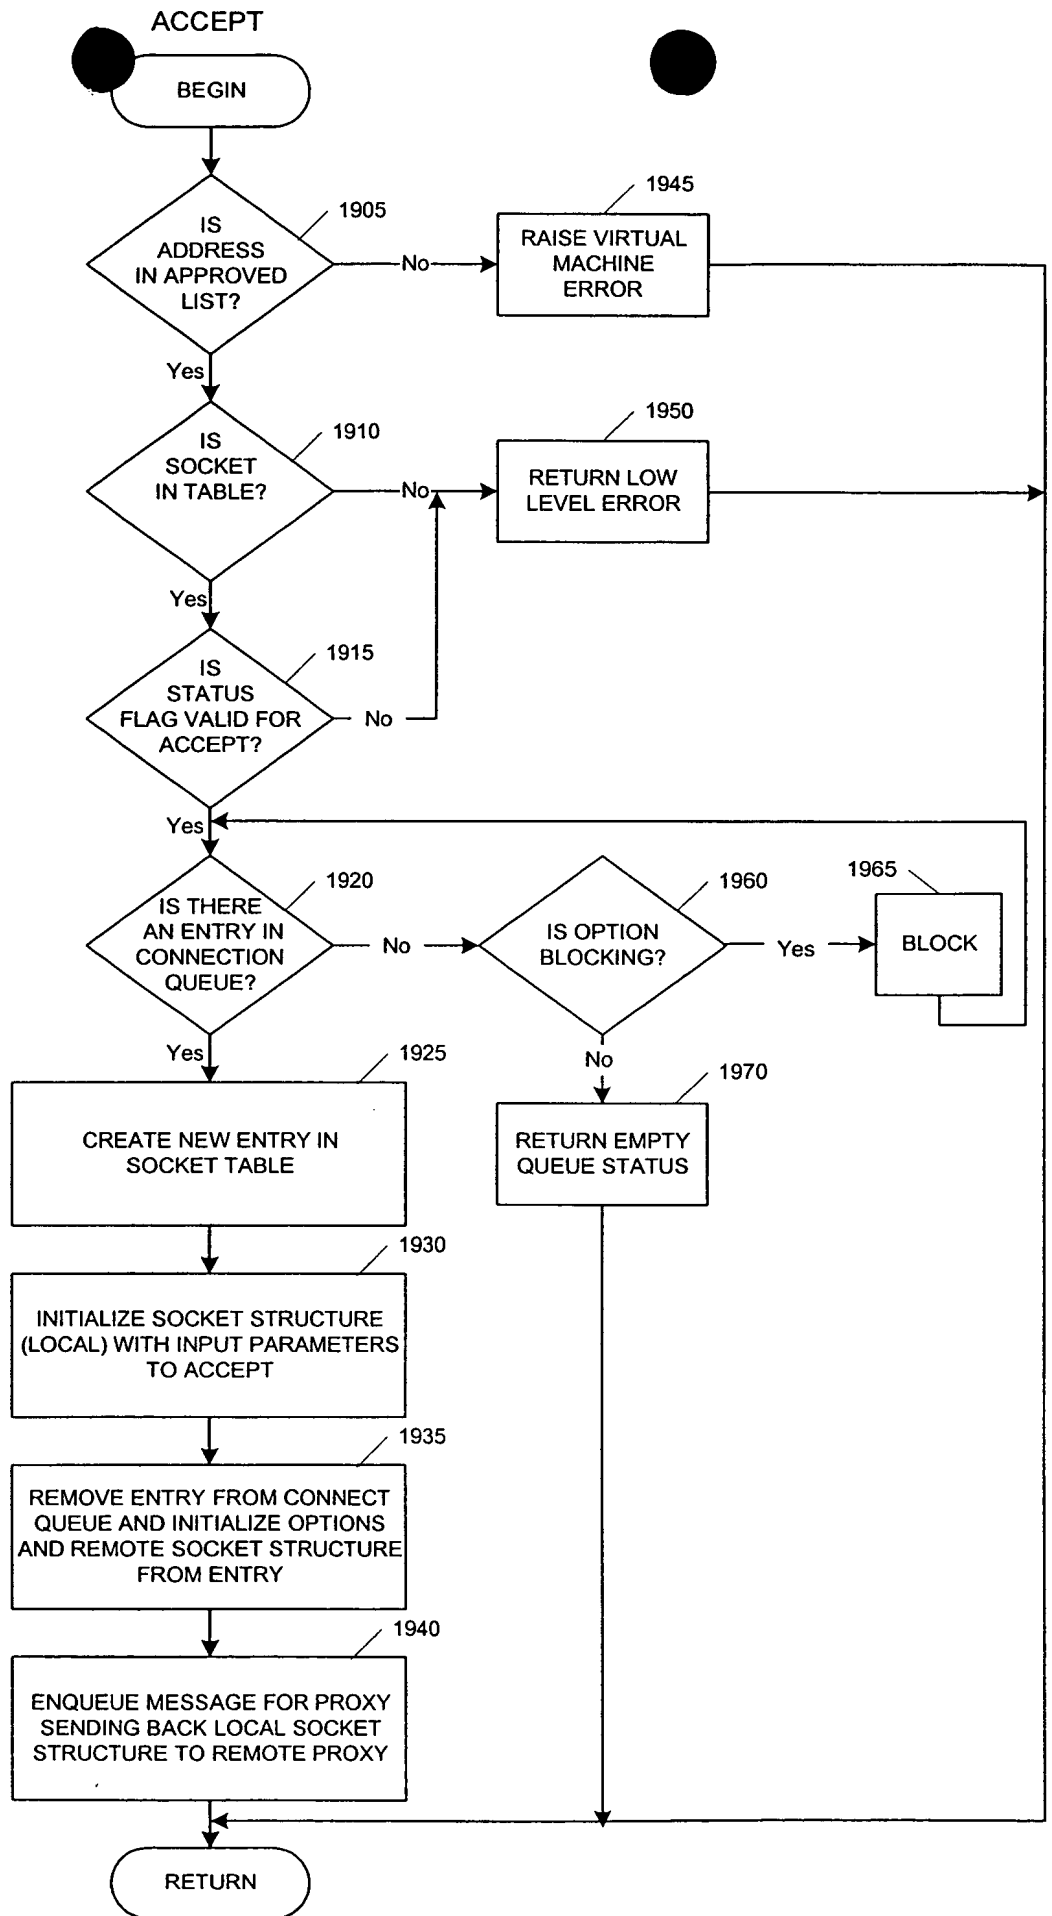 ACCEPT
BEGIN
1905
IS
ADDRESS
IN APPROVED
LIST?
No
1945
RAISE VIRTUAL
MACHINE
ERROR
Yes
1910
IS
SOCKET
IN TABLE?
No
1950
RETURN LOW
LEVEL ERROR
Yes
1915
IS
STATUS
FLAG VALID FOR
ACCEPT?
No
Yes
1920
IS THERE
AN ENTRY IN
CONNECTION
QUEUE?
No
1960
IS OPTION
BLOCKING?
Yes
1965
BLOCK
Yes
No
1925
CREATE NEW ENTRY IN
SOCKET TABLE
1970
RETURN EMPTY
QUEUE STATUS
1930
INITIALIZE SOCKET STRUCTURE
(LOCAL) WITH INPUT PARAMETERS
TO ACCEPT
1935
REMOVE ENTRY FROM CONNECT
QUEUE AND INITIALIZE OPTIONS
AND REMOTE SOCKET STRUCTURE
FROM ENTRY
1940
ENQUEUE MESSAGE FOR PROXY
SENDING BACK LOCAL SOCKET
STRUCTURE TO REMOTE PROXY
RETURN